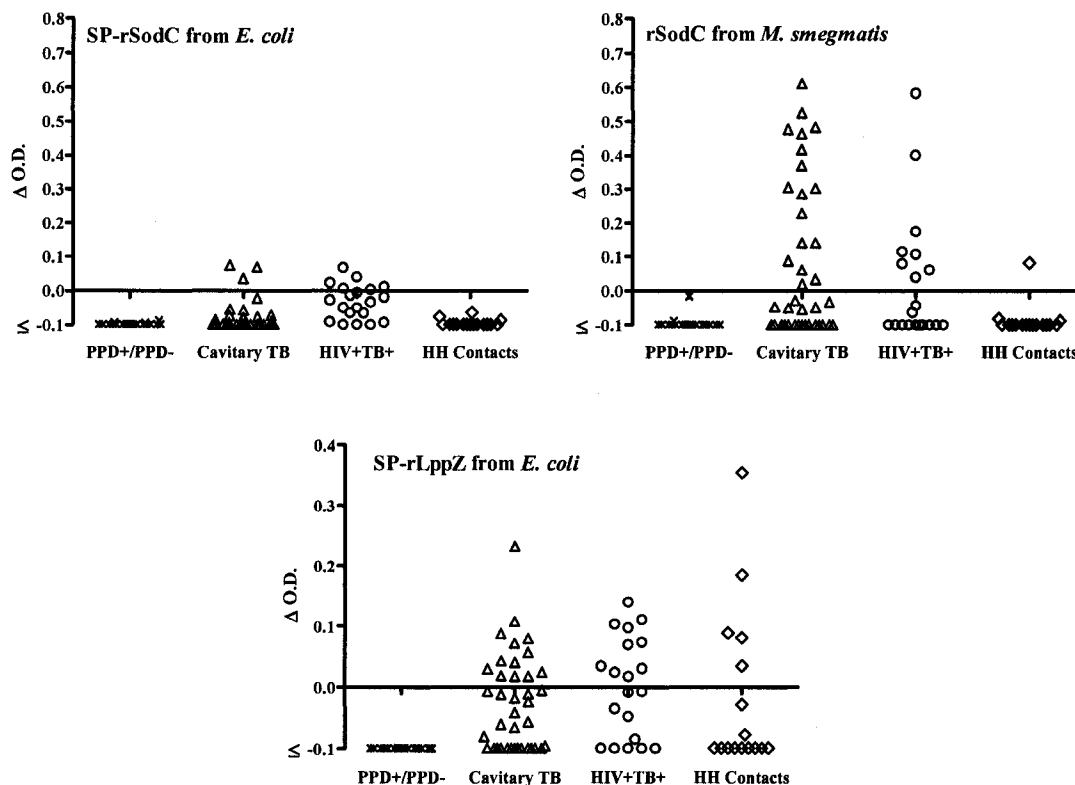 SP-rSodC from E. coli
0.8
0.7
0.6
0.5
0.4
0.3
0.2
0.1
0.0
≤ -0.1
Δ O.D.
PPD+/PPD- Cavitary TB HIV+TB+ HH Contacts
rSodC from M. smegmatis
0.8
0.7
0.6
0.5
0.4
0.3
0.2
0.1
0.0
≤ -0.1
Δ O.D.
PPD+/PPD- Cavitary TB HIV+TB+ HH Contacts
SP-rLppZ from E. coli
0.4
0.3
0.2
0.1
0.0
≤ -0.1
Δ O.D.
PPD+/PPD- Cavitary TB HIV+TB+ HH Contacts